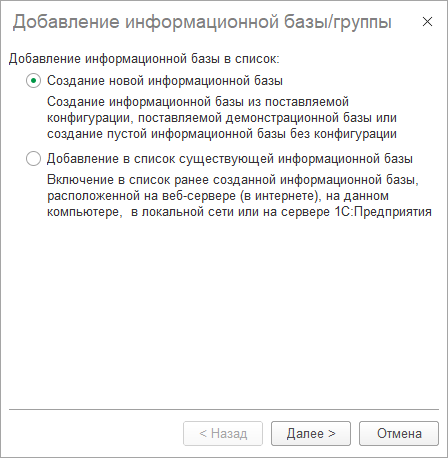 Добавление информационной базы/группы
Добавление информационной базы в список:
Создание новой информационной базы
Создание информационной базы из поставляемой
конфигурации, поставляемой демонстрационной базы или
создание пустой информационной базы без конфигурации
Добавление в список существующей информационной базы
Включение в список ранее созданной информационной базы,
расположенной на веб-сервере (в интернете), на данном
компьютере,  в локальной сети или на сервере 1С:Предприятия
< Назад
Далее >
Отмена